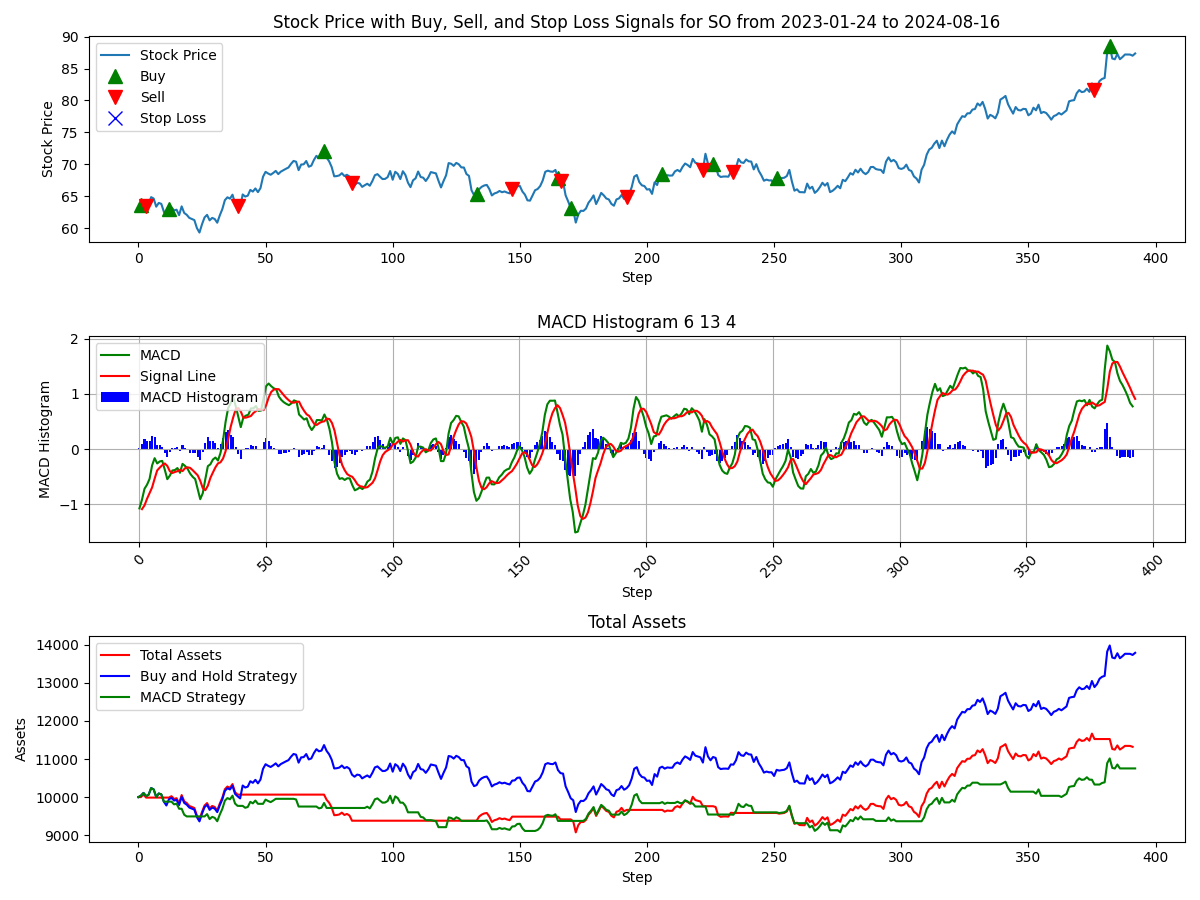 Stock Price with Buy, Sell, and Stop Loss Signals for SO from 2023-01-24 to 2024-08-16
90
85
80
75
70
65
60
Stock Price
Stock Price
Buy
Sell
Stop Loss
0 50 100 150 200 250 300 350 400
Step
MACD Histogram 6 13 4
2
1
0
−1
MACD Histogram
MACD
Signal Line
MACD Histogram
0 50 100 150 200 250 300 350 400
Step
Total Assets
14000
13000
12000
11000
10000
9000
Assets
Total Assets
Buy and Hold Strategy
MACD Strategy
0 50 100 150 200 250 300 350 400
Step